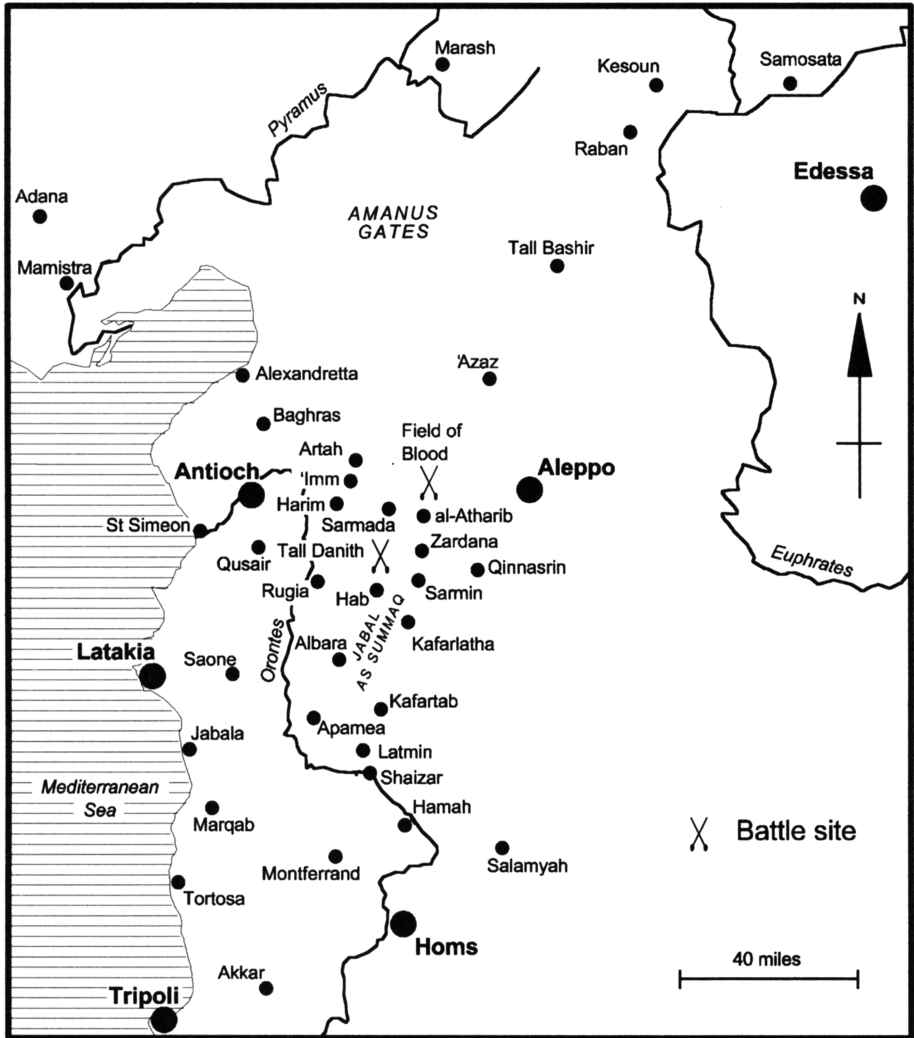 Marash
Kesoun
Samosata
Pyramus
Raban
Edessa
Adana
AMANUS
GATES
Tall Bashir
Mamistra
N
'Azaz
Alexandretta
Baghras
Field of
Blood
Artah
Antioch
'Imm
Aleppo
Harim
Sarmada
al-Atharib
St Simeon
Tall Danith
Zardana
Qusair
Qinnasrin
Euphrates
Rugia
Hab
Sarmin
JABAL
AS SUMMAQ
Kafarlatha
Orontes
Albara
Latakia
Saone
Kafartab
Apamea
Jabala
Latmin
Shaizar
Mediterranean
Sea
Hamah
Marqab
Battle site
Montferrand
Salamyah
Tortosa
Homs
40 miles
Akkar
Tripoli